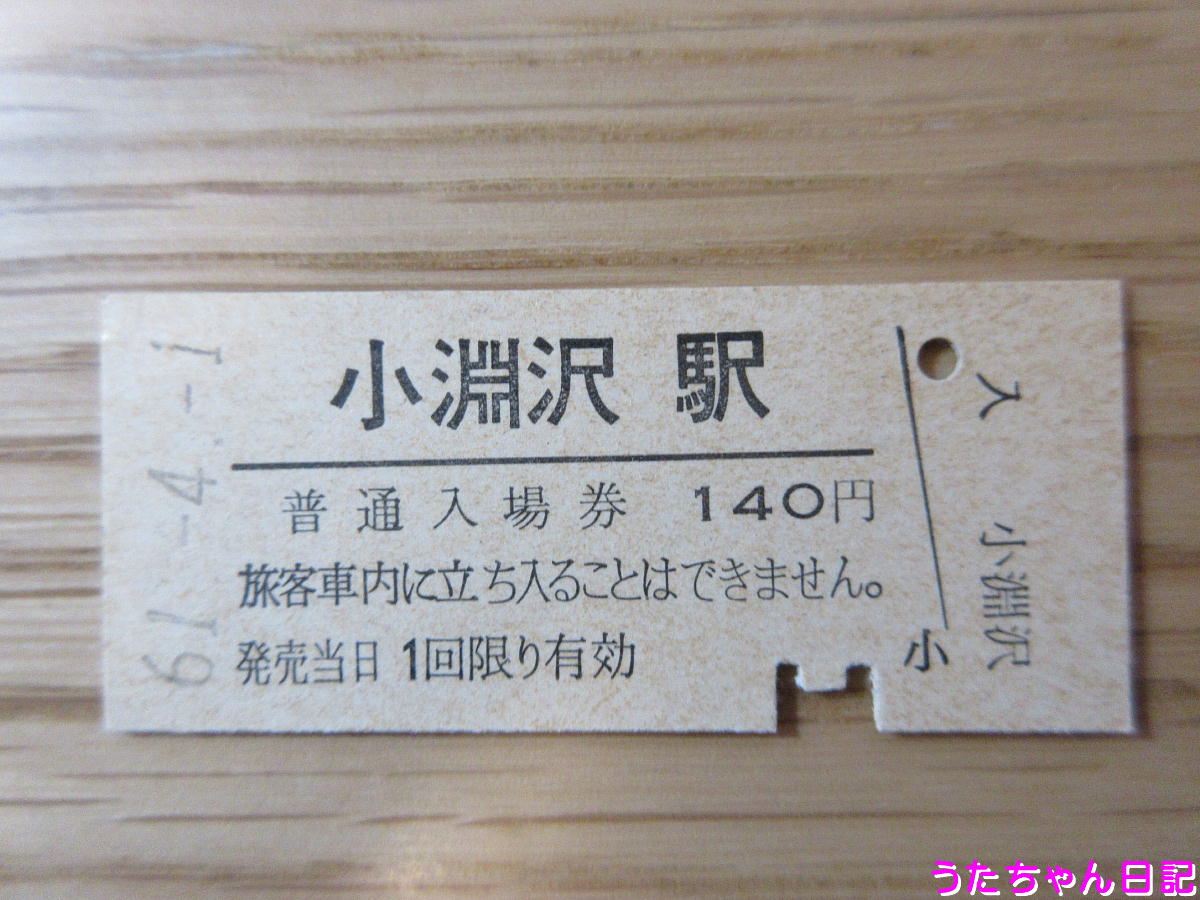 61.-4.-1
小淵沢駅
普通入場券 140円
旅客車内に立ち入ることはできません。
発売当日1回限り有効
小
入 小淵沢
うたちゃん日記